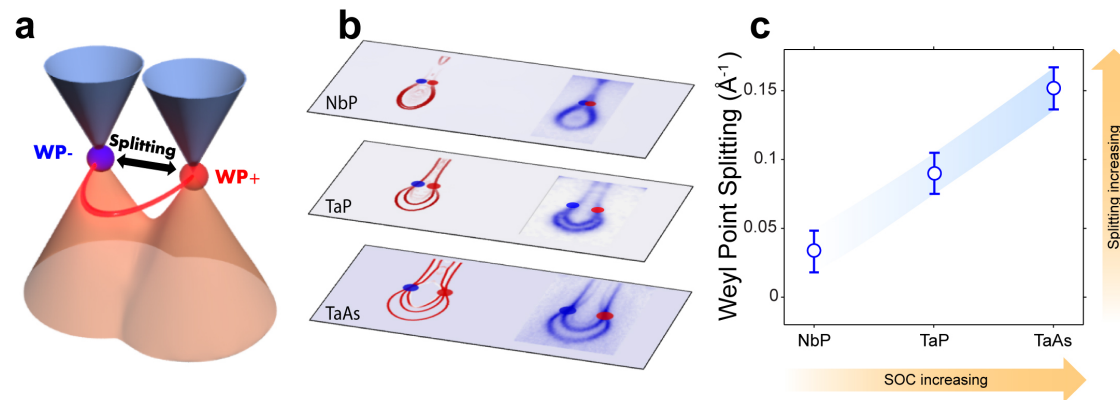 a
WP-
Splitting
WP+
b
NbP
TaP
TaAs
c
Weyl Point Splitting (Å⁻¹)
0.15
0.1
0.05
0
NbP TaP TaAs
SOC increasing
Splitting increasing